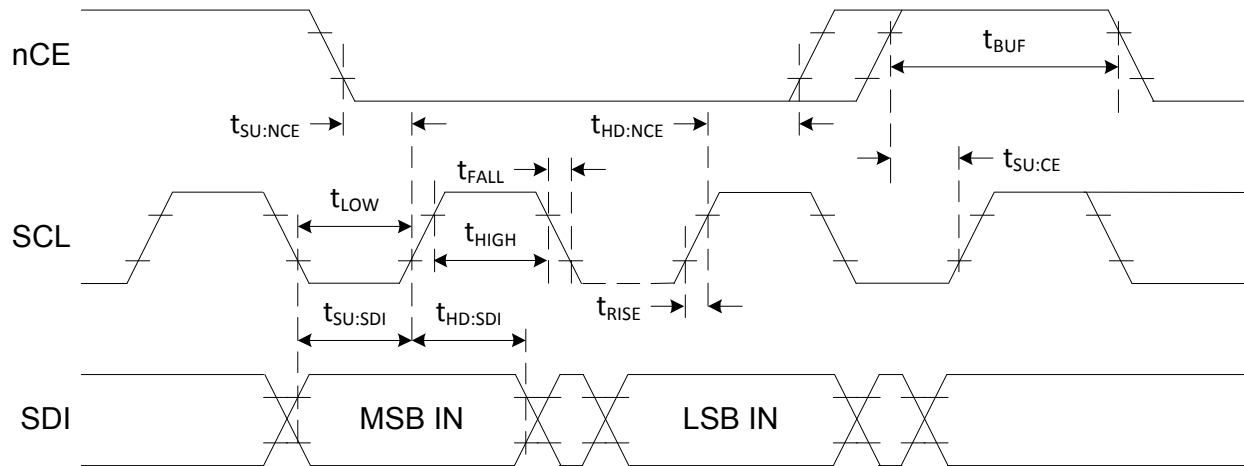 nCE
tBUF
tSU:NCE
tHD:NCE
tSU:CE
tFALL
tLOW
SCL
tHIGH
tRISE
tSU:SDI
tHD:SDI
SDI
MSB IN
LSB IN